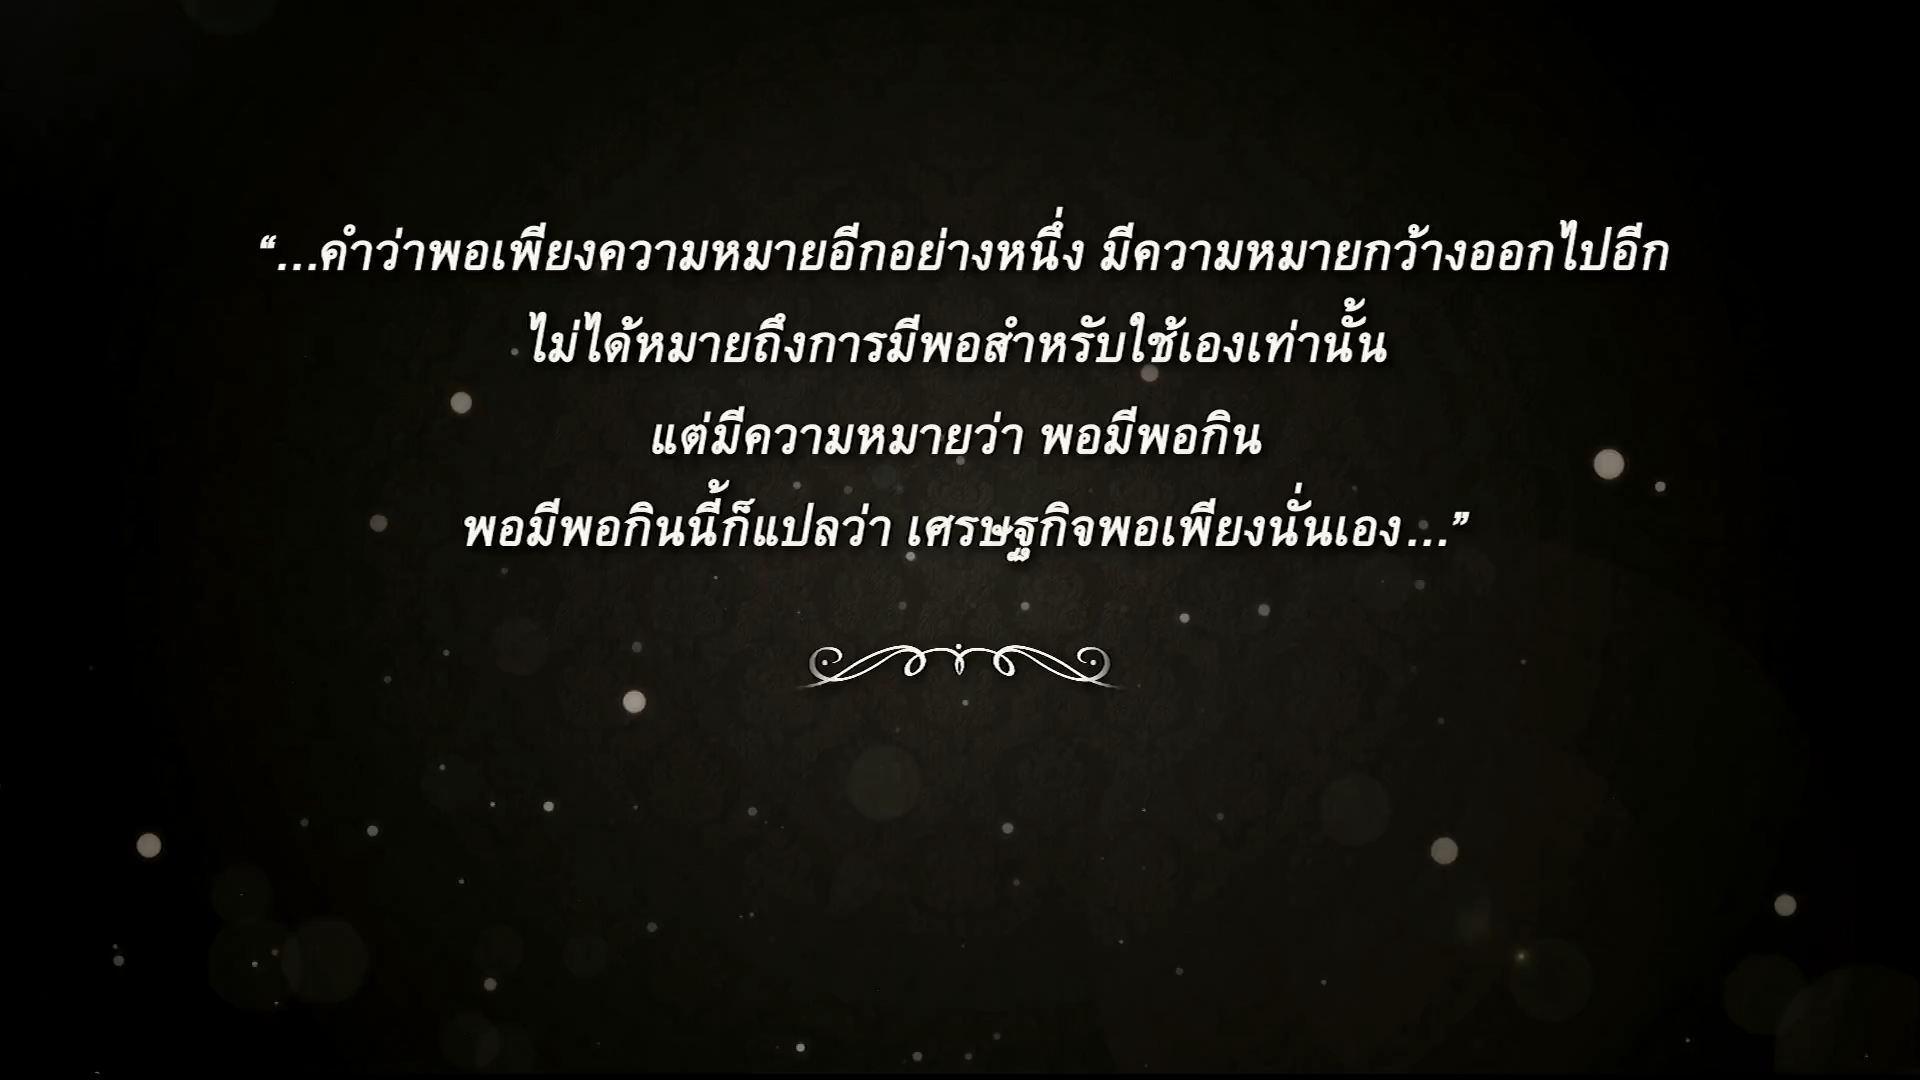 “...คำว่าพอเพียงความหมายอีกอย่างหนึ่ง มีความหมายกว้างออกไปอีก
ไม่ได้หมายถึงการมีพอสำหรับใช้เองเท่านั้น
แต่มีความหมายว่า พอมีพอกิน
พอมีพอกินนี้ก็แปลว่า เศรษฐกิจพอเพียงนั่นเอง...”